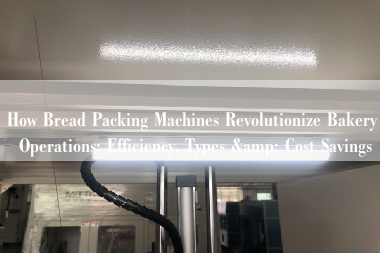 How Bread Packing Machines Revolutionize Bakery
Operations: Efficiency, Types &amp; Cost Savings